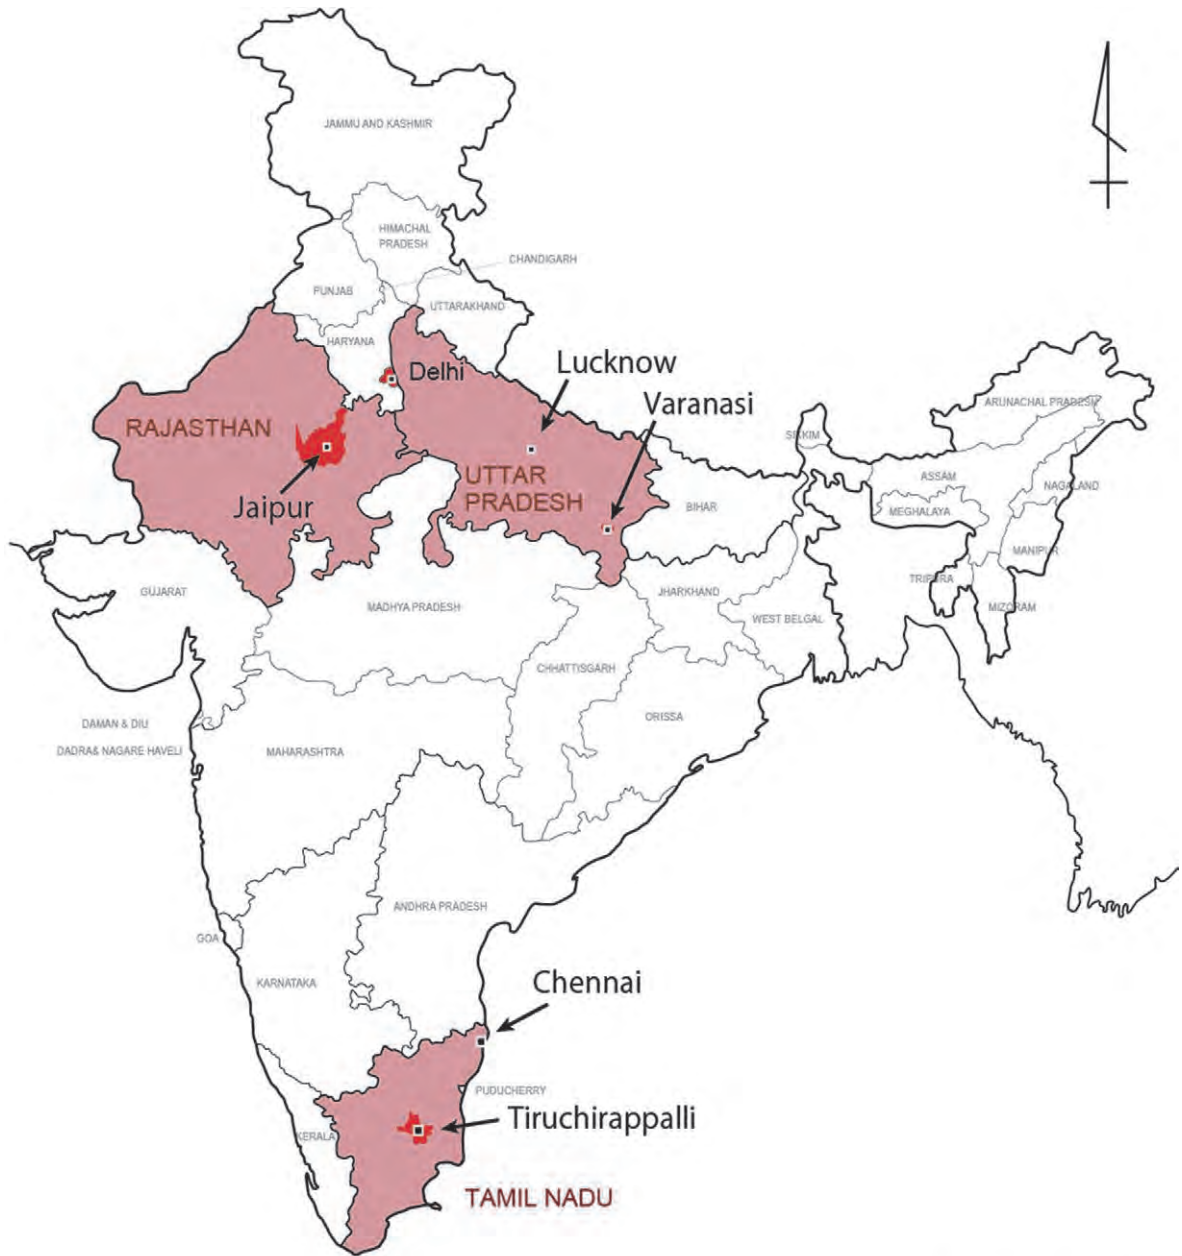 JAMMU AND KASHMIR
HIMACHAL
PRADESH
CHANDIGARH
PUNJAB
UTTARAKHAND
HARYANA
Delhi
Lucknow
Varanasi
ARUNACHAL PRADESH
RAJASTHAN
SIKKIM
ASSAM
NAGALAND
UTTAR
PRADESH
Jaipur
BIHAR
MEGHALAYA
MANIPUR
GUJARAT
MADHYA PRADESH
JHARKHAND
TRIPURA
MIZORAM
WEST BELGAL
CHHATTISGARH
ORISSA
DAMAN & DIU
DADRA& NAGARE HAVELI
MAHARASHTRA
ANDHRA PRADESH
GOA
KARNATAKA
Chennai
PUDUCHERRY
Tiruchirappalli
KERALA
TAMIL NADU